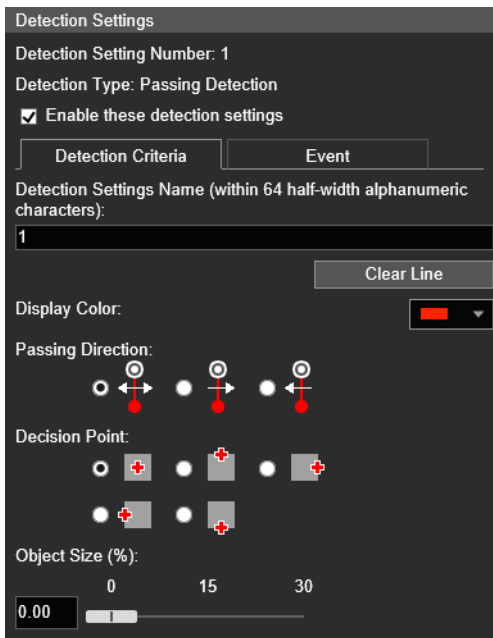 Detection Settings
Detection Setting Number: 1
Detection Type: Passing Detection
Enable these detection settings
Detection Criteria Event
Detection Settings Name (within 64 half-width alphanumeric
characters):
1
Clear Line
Display Color:
Passing Direction:
Decision Point:
Object Size (%):
0 15 30
0.00